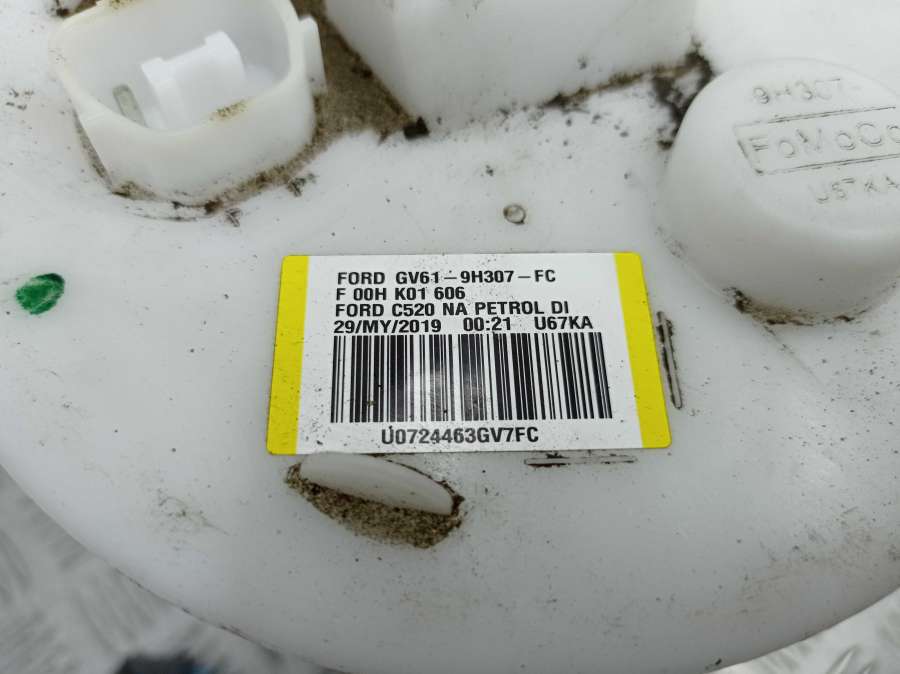 9H307-
FoMoCo
U67KA
FORD GV61-9H307-FC
F 00H K01 606
FORD C520 NA PETROL DI
29/MY/2019 00:21 U67KA
U0724463GV7FC